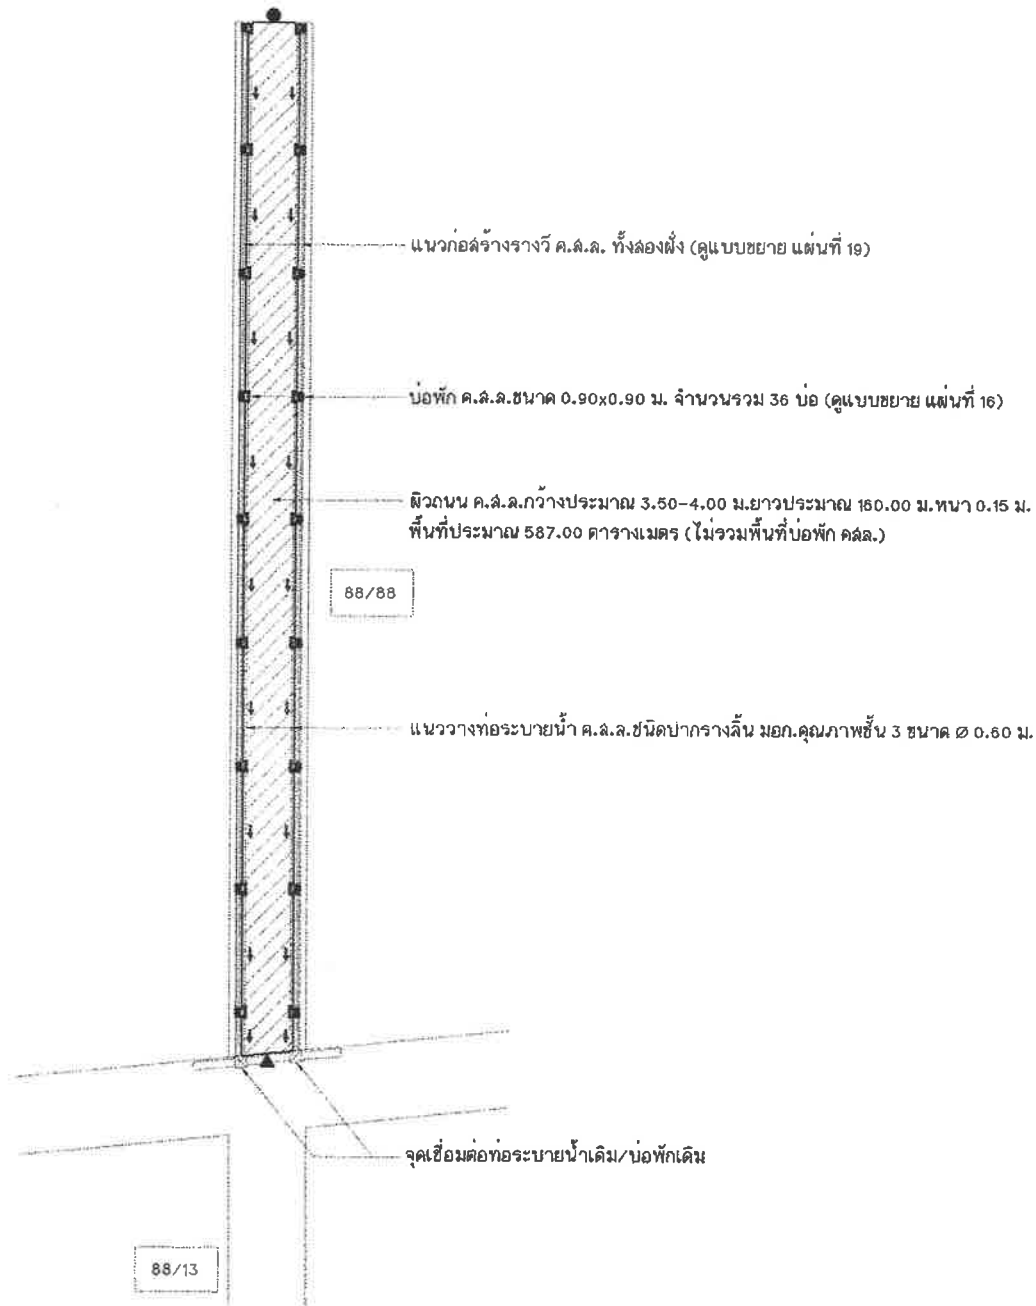 แนวก่อสร้างรางวี ค.ส.ล. ทั้งสองฝั่ง (ดูแบบขยาย แผ่นที่ 19)
บ่อพัก ค.ส.ล.ขนาด 0.90x0.90 ม. จำนวนรวม 36 บ่อ (ดูแบบขยาย แผ่นที่ 16)
ผิวถนน ค.ส.ล.กว้างประมาณ 3.50-4.00 ม.ยาวประมาณ 160.00 ม.หนา 0.15 ม.
พื้นที่ประมาณ 587.00 ตารางเมตร (ไม่รวมพื้นที่บ่อพัก คสล.)
88/88
แนววางท่อระบายน้ำ ค.ส.ล.ชนิดปากรางลิ้น มอก.คุณภาพชั้น 3 ขนาด Ø 0.60 ม.
จุดเชื่อมต่อท่อระบายน้ำเดิม/บ่อพักเดิม
88/13